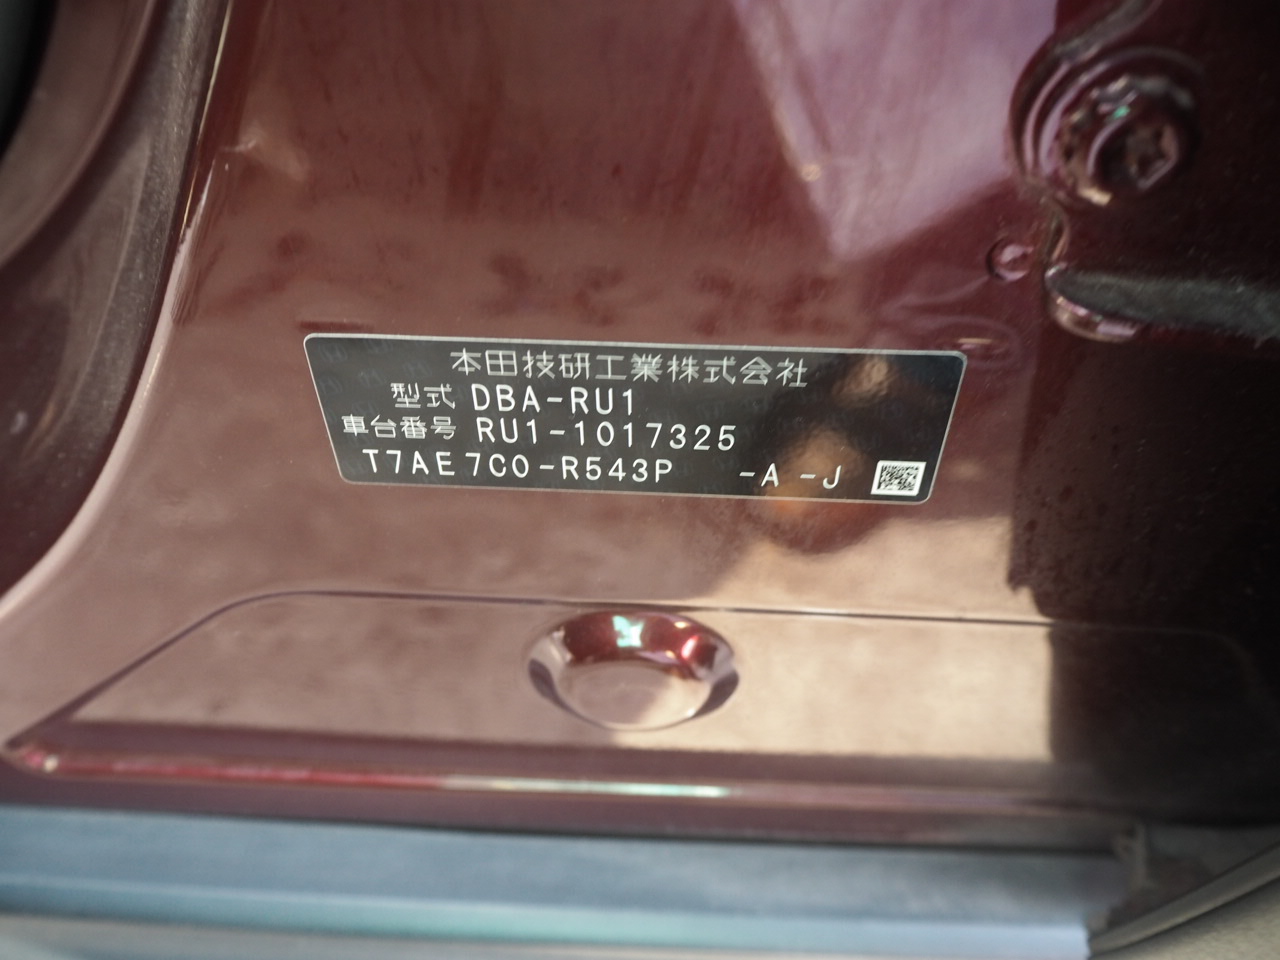 本田技研工業株式会社
型式 DBA-RU1
車台番号 RU1-1017325
T7AE7C0-R543P -A -J